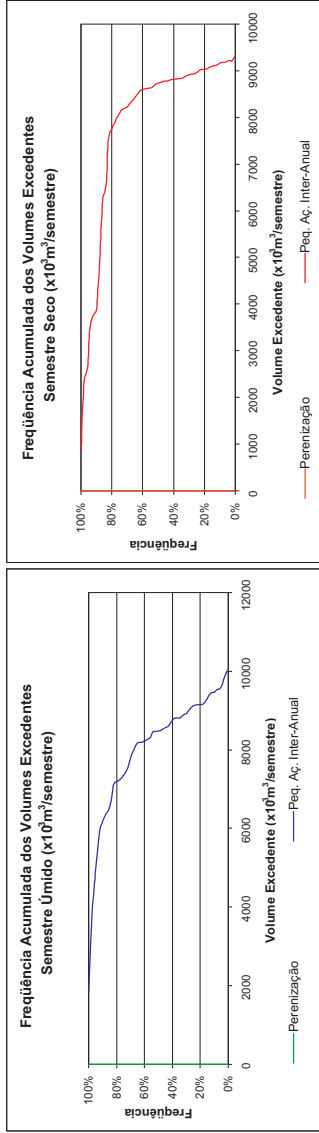 Freqüência Acumulada dos Volumes Excedentes
Semestre Úmido (x10³m³/semestre)
Freqüência
100%
80%
60%
40%
20%
0%
0 2000 4000 6000 8000 10000 12000
Volume Excedente (x10³m³/semestre)
Perenização Peq. Aç. Inter-Anual
Freqüência Acumulada dos Volumes Excedentes
Semestre Seco (x10³m³/semestre)
Freqüência
100%
80%
60%
40%
20%
0%
0 1000 2000 3000 4000 5000 6000 7000 8000 9000 10000
Volume Excedente (x10³m³/semestre)
Perenização Peq. Aç. Inter-Anual